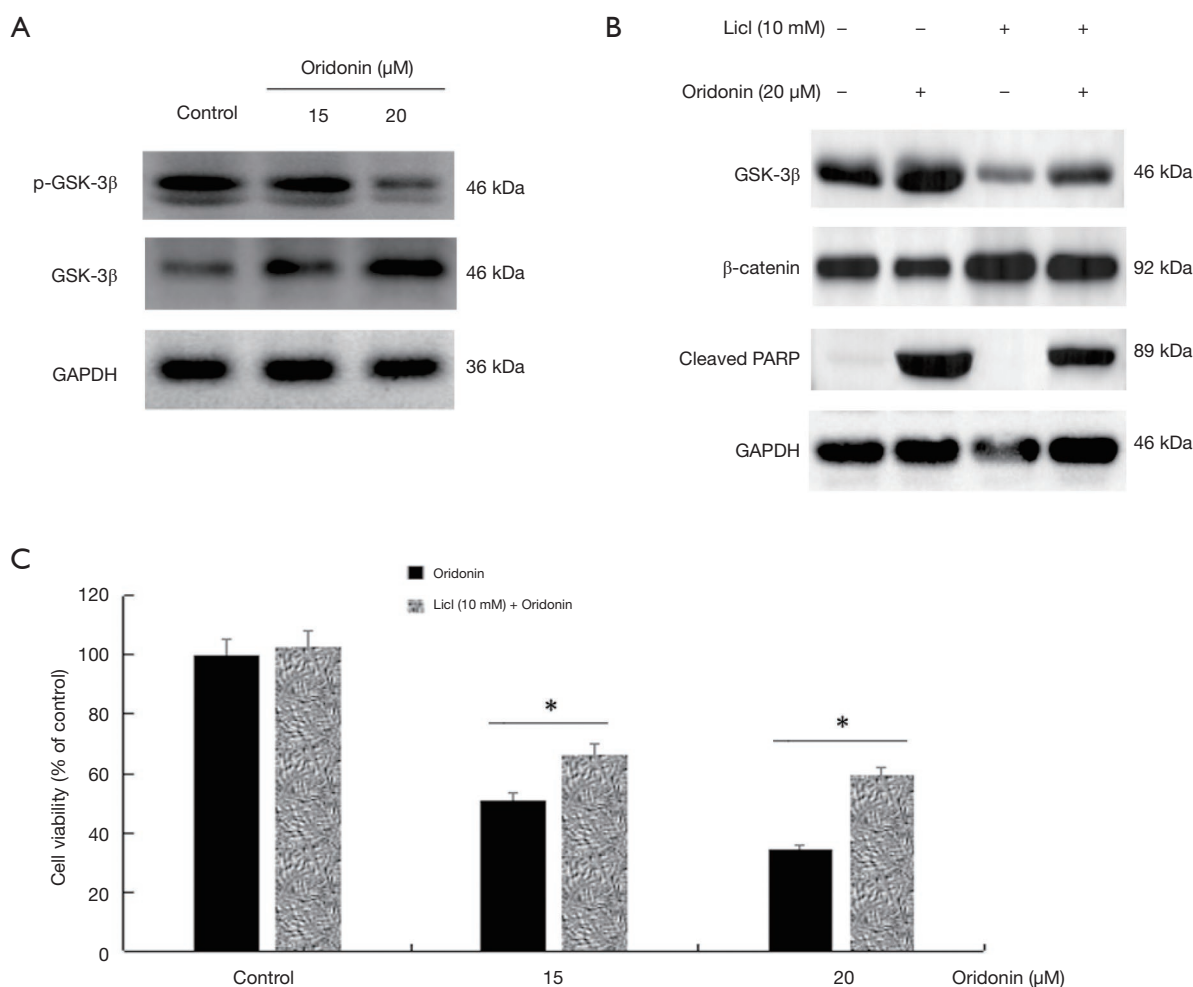 A
Oridonin (μM)
Control 15 20
p-GSK-3β 46 kDa
GSK-3β 46 kDa
GAPDH 36 kDa
B
Licl (10 mM) – – + +
Oridonin (20 μM) – + – +
GSK-3β 46 kDa
β-catenin 92 kDa
Cleaved PARP 89 kDa
GAPDH 46 kDa
C
Oridonin
Licl (10 mM) + Oridonin
Cell viability (% of control)
120
100
80
60
40
20
0
* *
Control 15 20 Oridonin (μM)